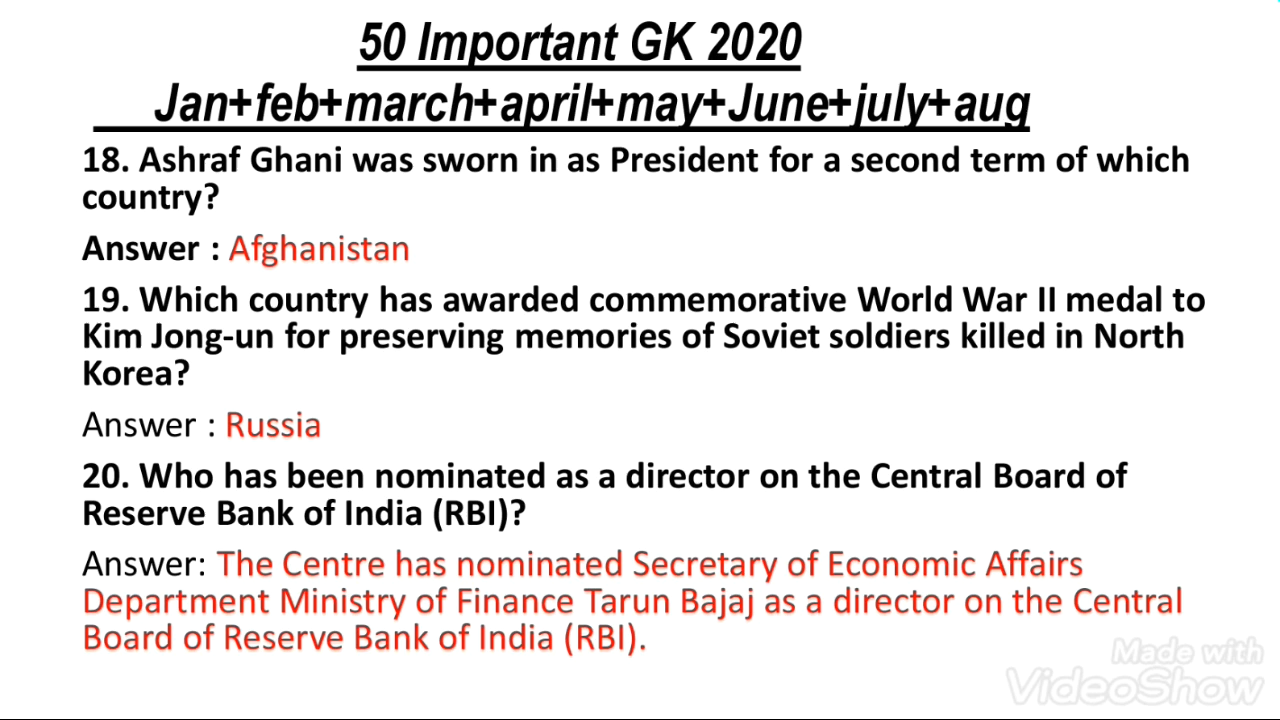 50 Important GK 2020
Jan+feb+march+april+may+June+july+aug
18. Ashraf Ghani was sworn in as President for a second term of which
country?
Answer : Afghanistan
19. Which country has awarded commemorative World War II medal to
Kim Jong-un for preserving memories of Soviet soldiers killed in North
Korea?
Answer : Russia
20. Who has been nominated as a director on the Central Board of
Reserve Bank of India (RBI)?
Answer: The Centre has nominated Secretary of Economic Affairs
Department Ministry of Finance Tarun Bajaj as a director on the Central
Board of Reserve Bank of India (RBI).
Made with
VideoShow